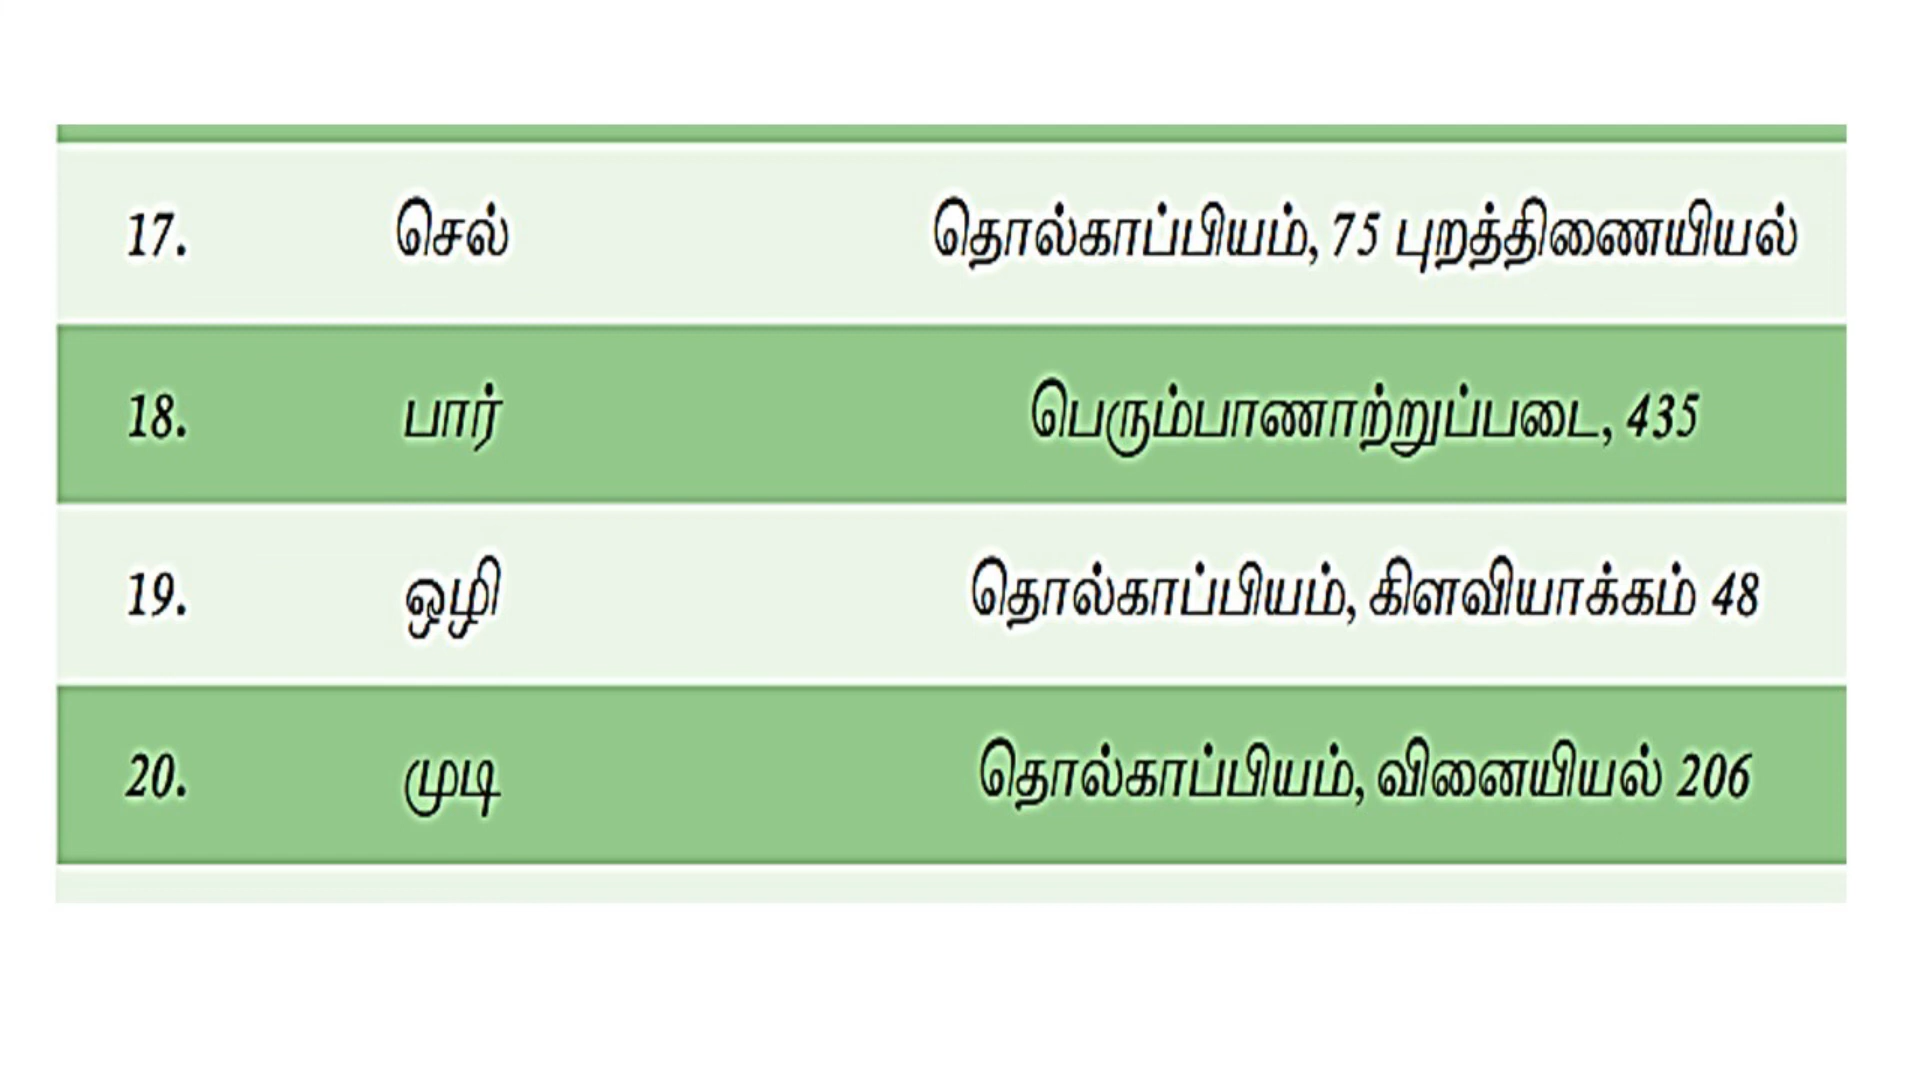 17. செல் தொல்காப்பியம், 75 புறத்திணையியல்
18. பார் பெரும்பாணாற்றுப்படை, 435
19. ஒழி தொல்காப்பியம், கிளவியாக்கம் 48
20. முடி தொல்காப்பியம், வினையியல் 206